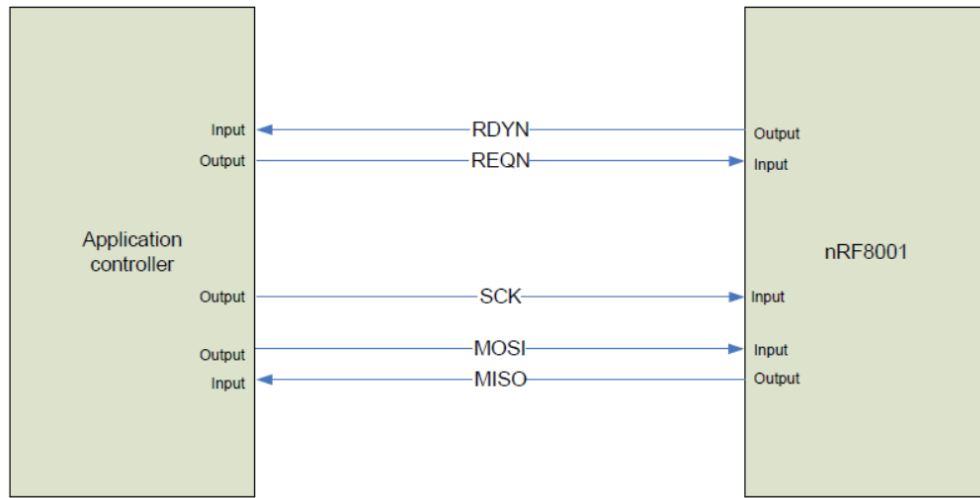 Input
RDYN
Output
Output
REQN
Input
Application
controller
nRF8001
Output
SCK
Input
Output
MOSI
Input
Input
MISO
Output